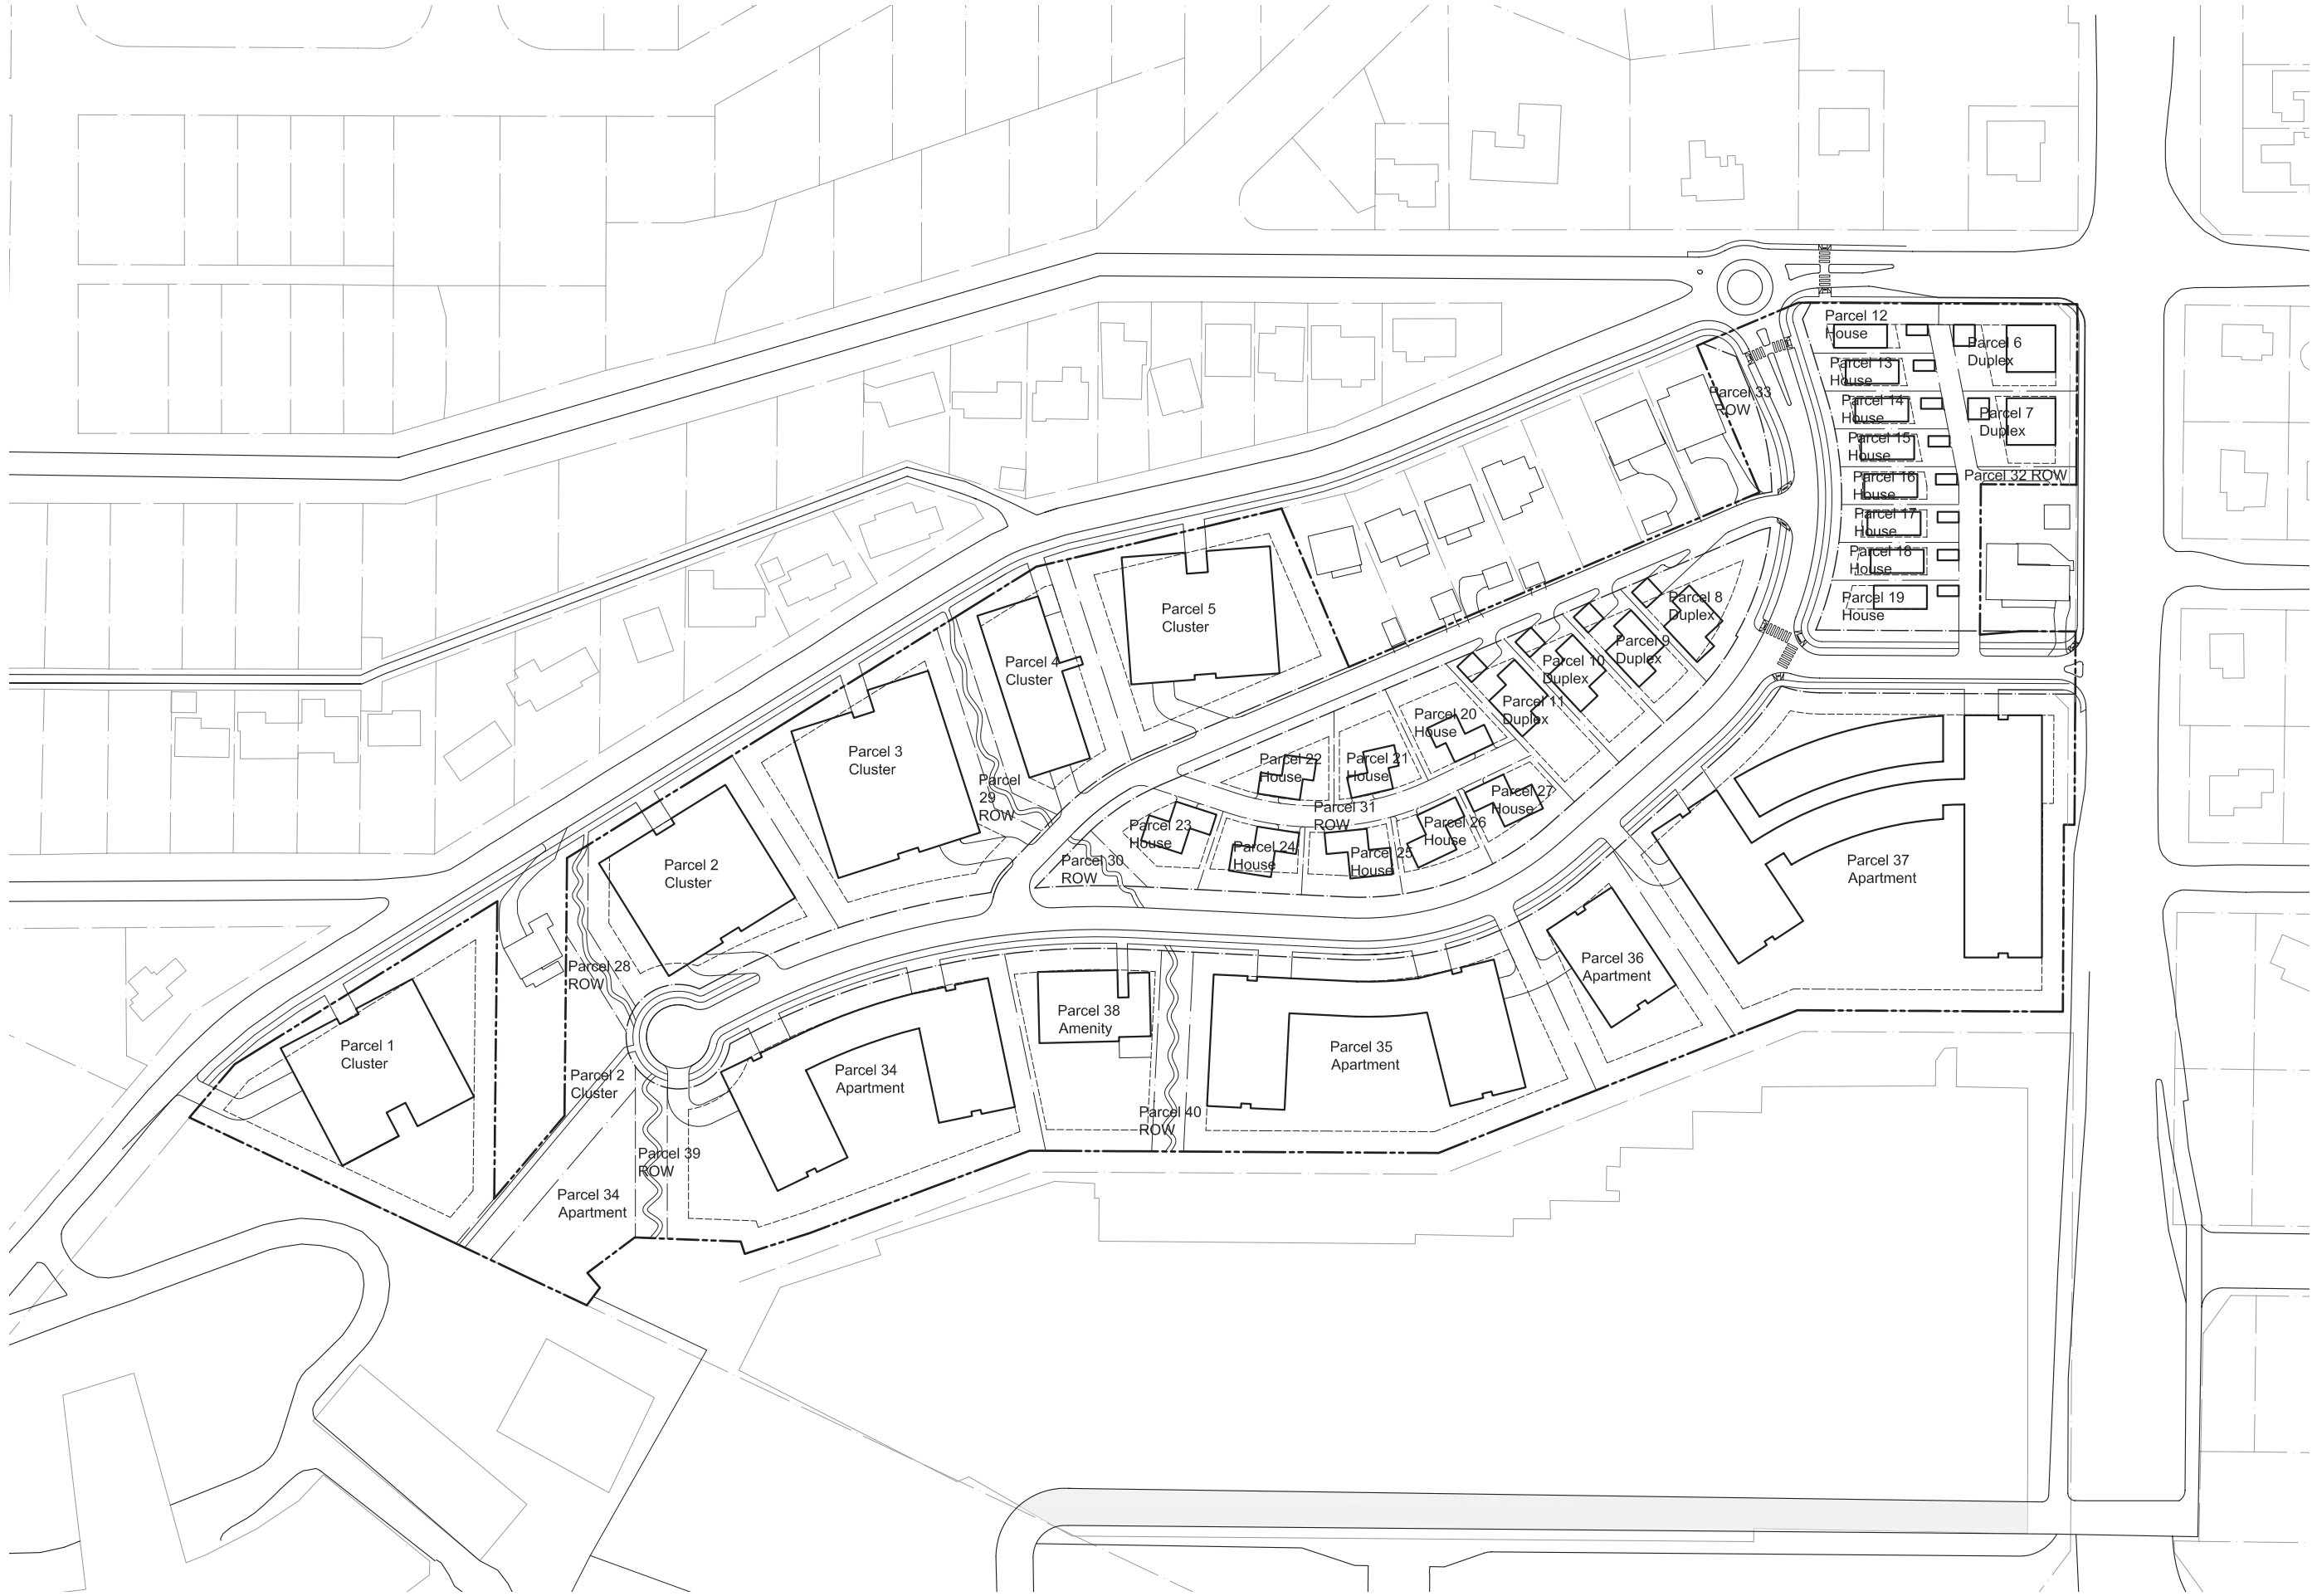 Parcel 12
House
Parcel 6
Duplex
Parcel 13
House
Parcel 33
ROW
Parcel 14
House
Parcel 7
Duplex
Parcel 15
House
Parcel 32 ROW
Parcel 16
House
Parcel 17
House
Parcel 18
House
Parcel 19
House
Parcel 8
Duplex
Parcel 5
Cluster
Parcel 9
Duplex
Parcel 10
Duplex
Parcel 4
Cluster
Parcel 11
Duplex
Parcel 20
House
Parcel 3
Cluster
Parcel 22
House
Parcel 21
House
Parcel
29
ROW
Parcel 27
House
Parcel 31
ROW
Parcel 23
House
Parcel 26
House
Parcel 24
House
Parcel 25
House
Parcel 30
ROW
Parcel 2
Cluster
Parcel 37
Apartment
Parcel 36
Apartment
Parcel 28
ROW
Parcel 38
Amenity
Parcel 1
Cluster
Parcel 35
Apartment
Parcel 2
Cluster
Parcel 34
Apartment
Parcel 40
ROW
Parcel 39
ROW
Parcel 34
Apartment